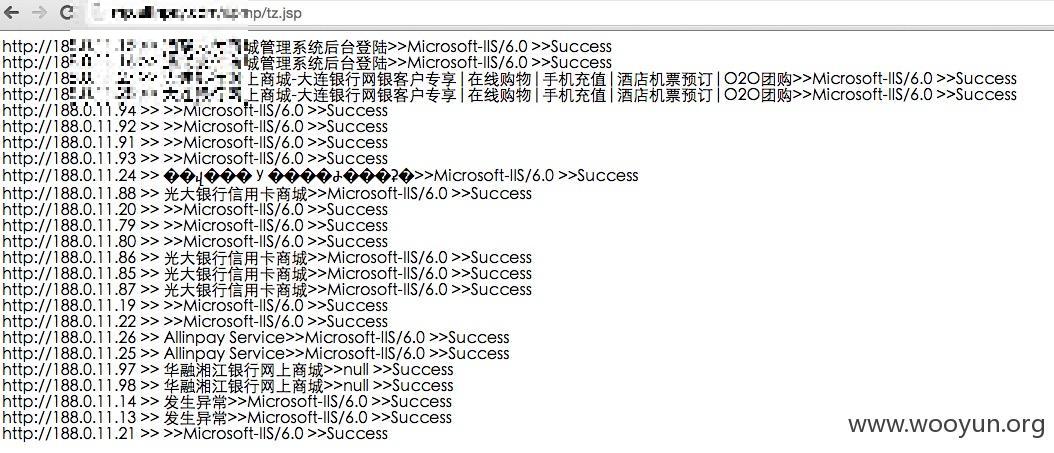 /tz.jsp
http://18 城管理系统后台登陆>>Microsoft-IIS/6.0 >>Success
http://18 城管理系统后台登陆>>Microsoft-IIS/6.0 >>Success
http://18 上商城-大连银行网银客户专享 | 在线购物 | 手机充值 | 酒店机票预订 | O2O团购>>Microsoft-IIS/6.0 >>Success
http://18 上商城-大连银行网银客户专享 | 在线购物 | 手机充值 | 酒店机票预订 | O2O团购>>Microsoft-IIS/6.0 >>Success
http://188.0.11.94 >> >>Microsoft-IIS/6.0 >>Success
http://188.0.11.92 >> >>Microsoft-IIS/6.0 >>Success
http://188.0.11.91 >> >>Microsoft-IIS/6.0 >>Success
http://188.0.11.93 >> >>Microsoft-IIS/6.0 >>Success
http://188.0.11.24 >> >>Microsoft-IIS/6.0 >>Success
http://188.0.11.88 >> 光大银行信用卡商城>>Microsoft-IIS/6.0 >>Success
http://188.0.11.20 >> >>Microsoft-IIS/6.0 >>Success
http://188.0.11.79 >> >>Microsoft-IIS/6.0 >>Success
http://188.0.11.80 >> >>Microsoft-IIS/6.0 >>Success
http://188.0.11.86 >> 光大银行信用卡商城>>Microsoft-IIS/6.0 >>Success
http://188.0.11.85 >> 光大银行信用卡商城>>Microsoft-IIS/6.0 >>Success
http://188.0.11.87 >> 光大银行信用卡商城>>Microsoft-IIS/6.0 >>Success
http://188.0.11.19 >> >>Microsoft-IIS/6.0 >>Success
http://188.0.11.22 >> >>Microsoft-IIS/6.0 >>Success
http://188.0.11.26 >> Allinpay Service>>Microsoft-IIS/6.0 >>Success
http://188.0.11.25 >> Allinpay Service>>Microsoft-IIS/6.0 >>Success
http://188.0.11.97 >> 华融湘江银行网上商城>>null >>Success
http://188.0.11.98 >> 华融湘江银行网上商城>>null >>Success
http://188.0.11.14 >> 发生异常>>Microsoft-IIS/6.0 >>Success
http://188.0.11.13 >> 发生异常>>Microsoft-IIS/6.0 >>Success
http://188.0.11.21 >> >>Microsoft-IIS/6.0 >>Success
www.wooyun.org